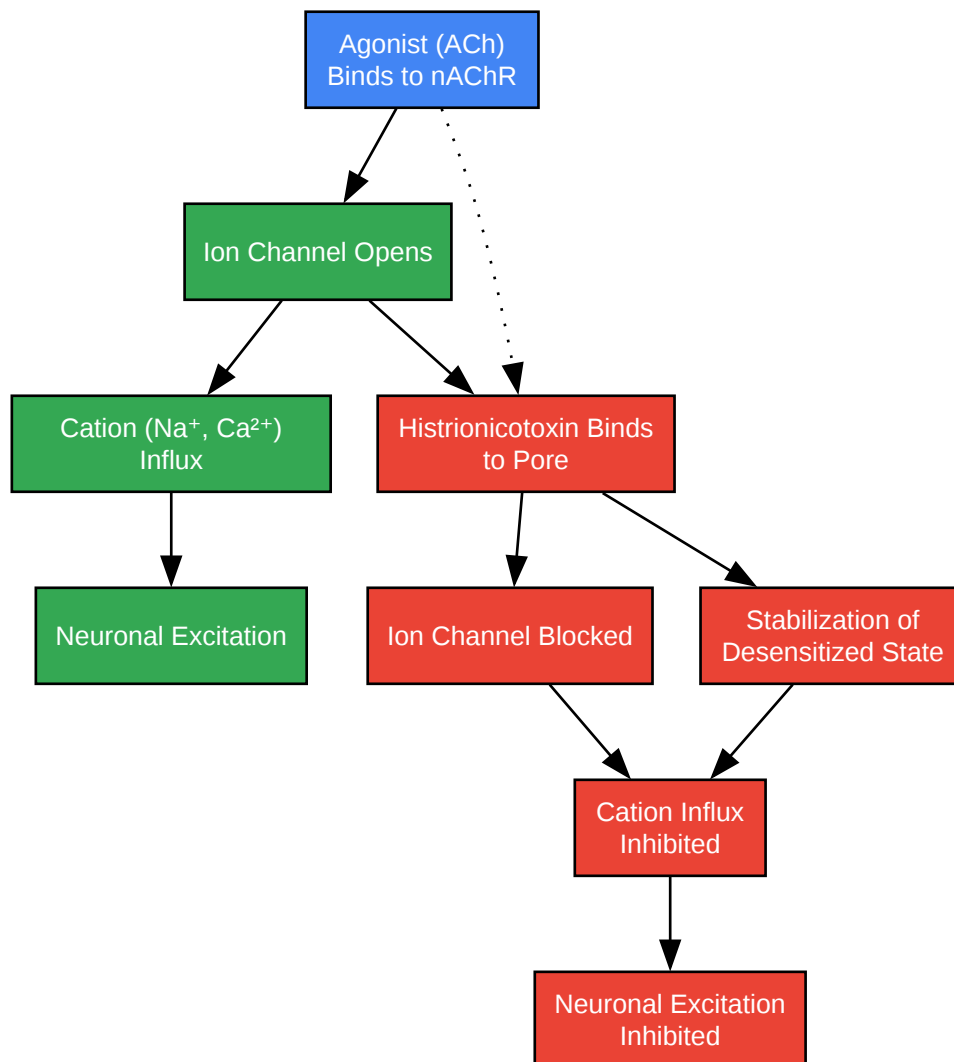 Agonist (ACh)
Binds to nAChR
Ion Channel Opens
Cation (Na⁺, Ca²⁺)
Influx
Histrionicotoxin Binds
to Pore
Neuronal Excitation
Ion Channel Blocked
Stabilization of
Desensitized State
Cation Influx
Inhibited
Neuronal Excitation
Inhibited